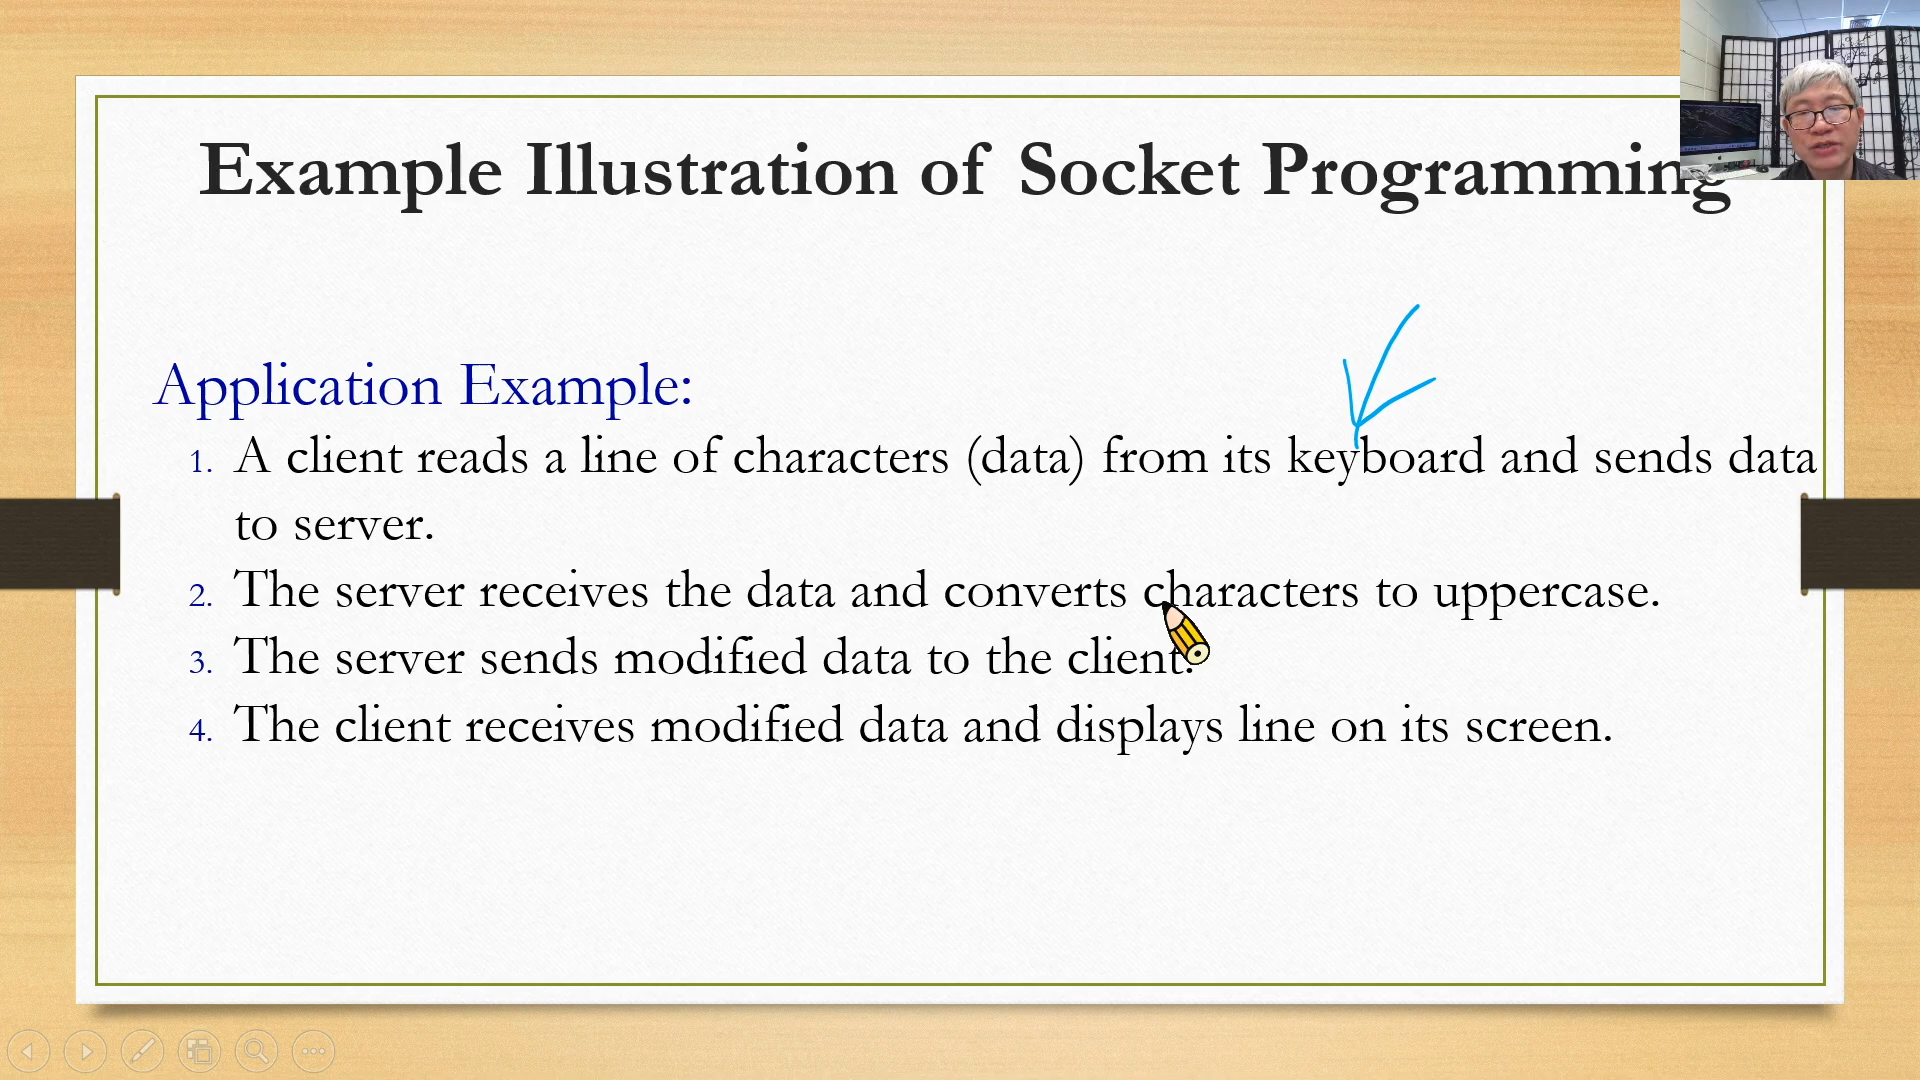 Example Illustration of Socket Programming
Application Example:
1. A client reads a line of characters (data) from its keyboard and sends data
to server.
2. The server receives the data and converts characters to uppercase.
3. The server sends modified data to the client.
4. The client receives modified data and displays line on its screen.